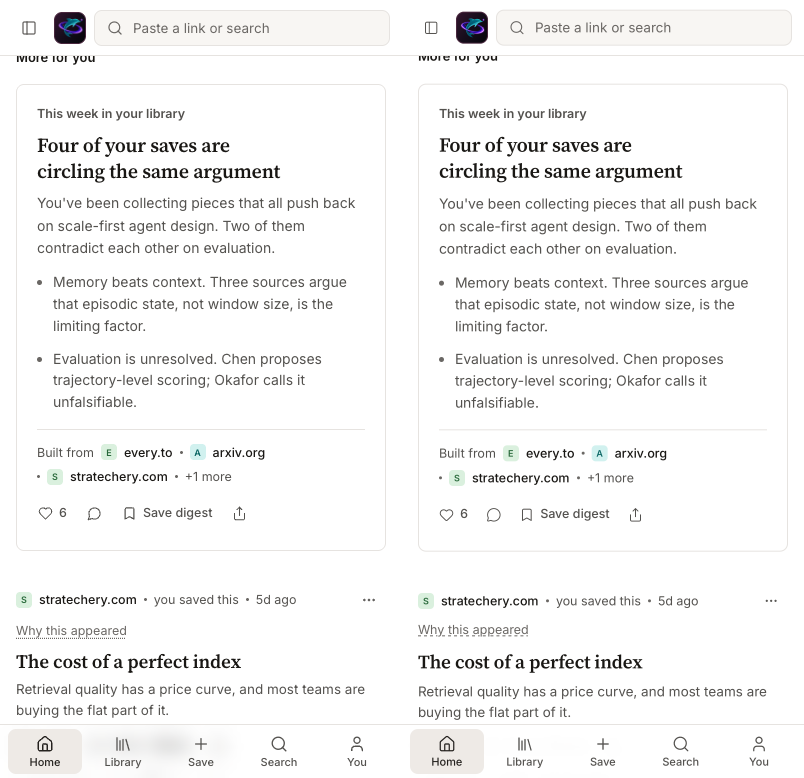 Paste a link or search
More for you
This week in your library
Four of your saves are
circling the same argument
You've been collecting pieces that all push back
on scale-first agent design. Two of them
contradict each other on evaluation.
• Memory beats context. Three sources argue
that episodic state, not window size, is the
limiting factor.
• Evaluation is unresolved. Chen proposes
trajectory-level scoring; Okafor calls it
unfalsifiable.
Built from E every.to • A arxiv.org
• S stratechery.com • +1 more
6 Save digest
S stratechery.com • you saved this • 5d ago
Why this appeared
The cost of a perfect index
Retrieval quality has a price curve, and most teams are
buying the flat part of it.
Home Library Save Search You
Paste a link or search
More for you
This week in your library
Four of your saves are
circling the same argument
You've been collecting pieces that all push back
on scale-first agent design. Two of them
contradict each other on evaluation.
• Memory beats context. Three sources argue
that episodic state, not window size, is the
limiting factor.
• Evaluation is unresolved. Chen proposes
trajectory-level scoring; Okafor calls it
unfalsifiable.
Built from E every.to • A arxiv.org
• S stratechery.com • +1 more
6 Save digest
S stratechery.com • you saved this • 5d ago
Why this appeared
The cost of a perfect index
Retrieval quality has a price curve, and most teams are
buying the flat part of it.
Home Library Save Search You